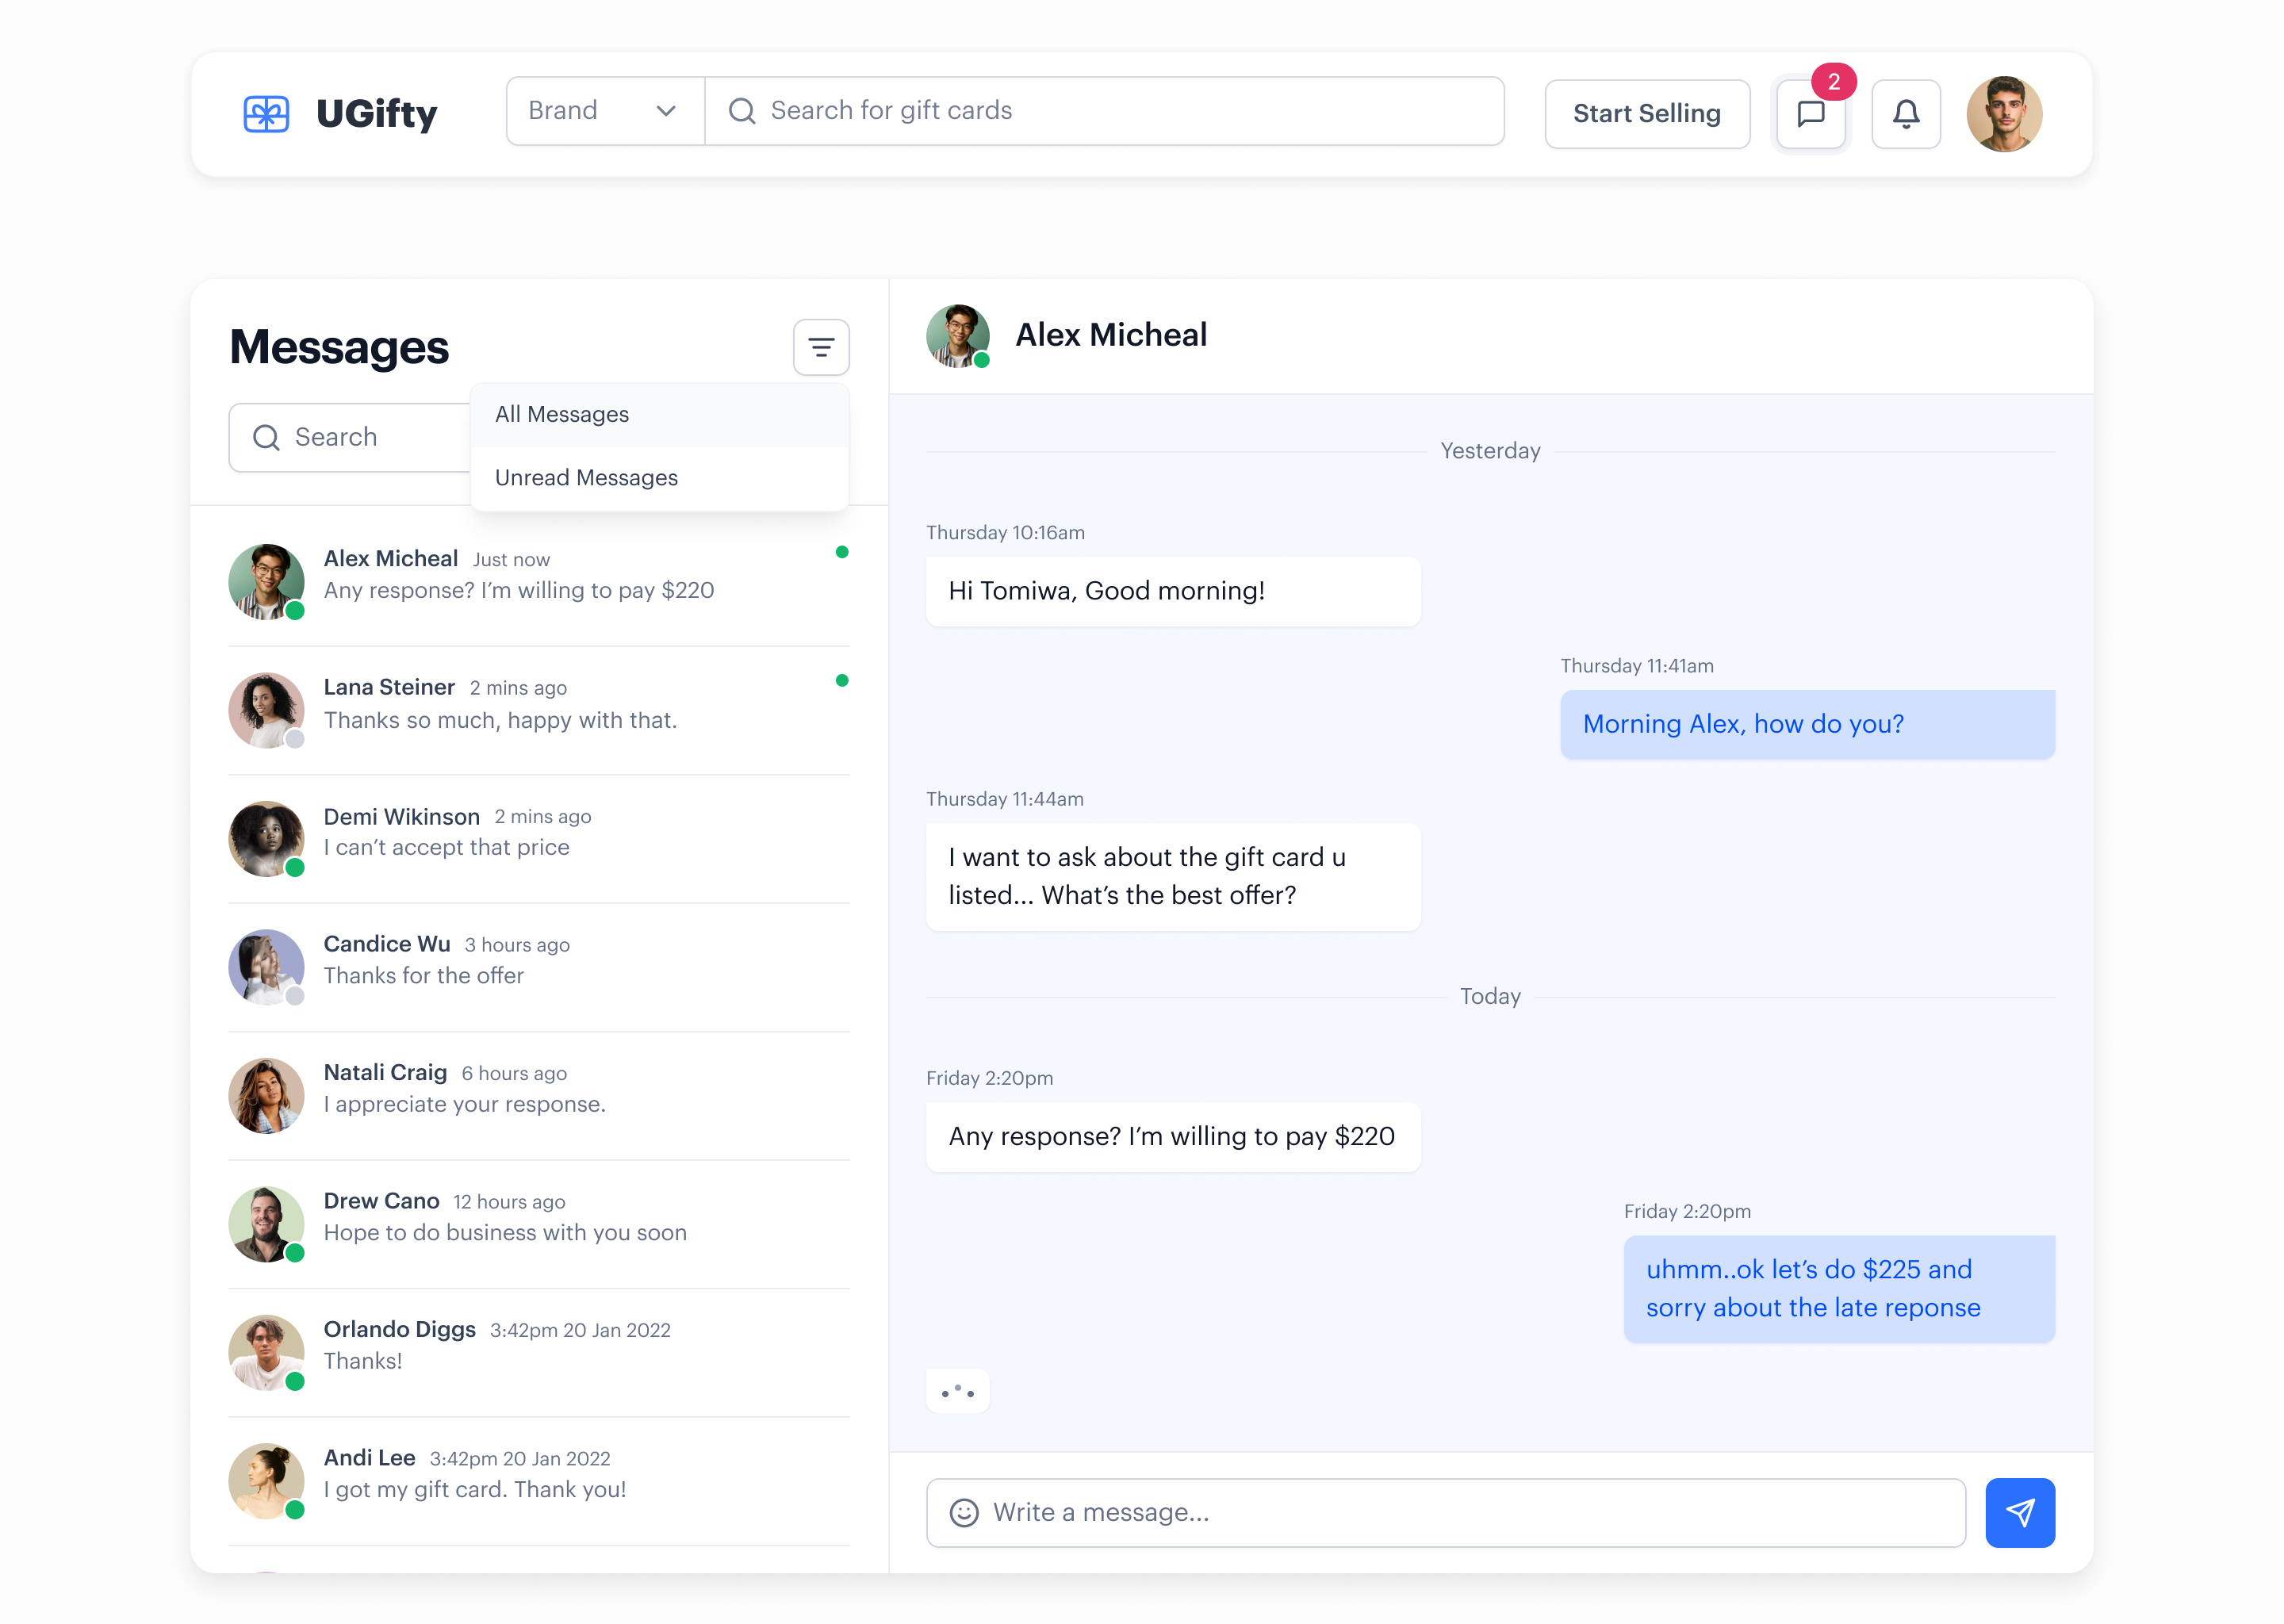 UGifty
Brand
Search for gift cards
Start Selling
2
Messages
Search
All Messages
Unread Messages
Alex Micheal Just now
Any response? I’m willing to pay $220
Lana Steiner 2 mins ago
Thanks so much, happy with that.
Demi Wikinson 2 mins ago
I can’t accept that price
Candice Wu 3 hours ago
Thanks for the offer
Natali Craig 6 hours ago
I appreciate your response.
Drew Cano 12 hours ago
Hope to do business with you soon
Orlando Diggs 3:42pm 20 Jan 2022
Thanks!
Andi Lee 3:42pm 20 Jan 2022
I got my gift card. Thank you!
Alex Micheal
Yesterday
Thursday 10:16am
Hi Tomiwa, Good morning!
Thursday 11:41am
Morning Alex, how do you?
Thursday 11:44am
I want to ask about the gift card u
listed... What’s the best offer?
Today
Friday 2:20pm
Any response? I’m willing to pay $220
Friday 2:20pm
uhmm..ok let’s do $225 and
sorry about the late reponse
Write a message...